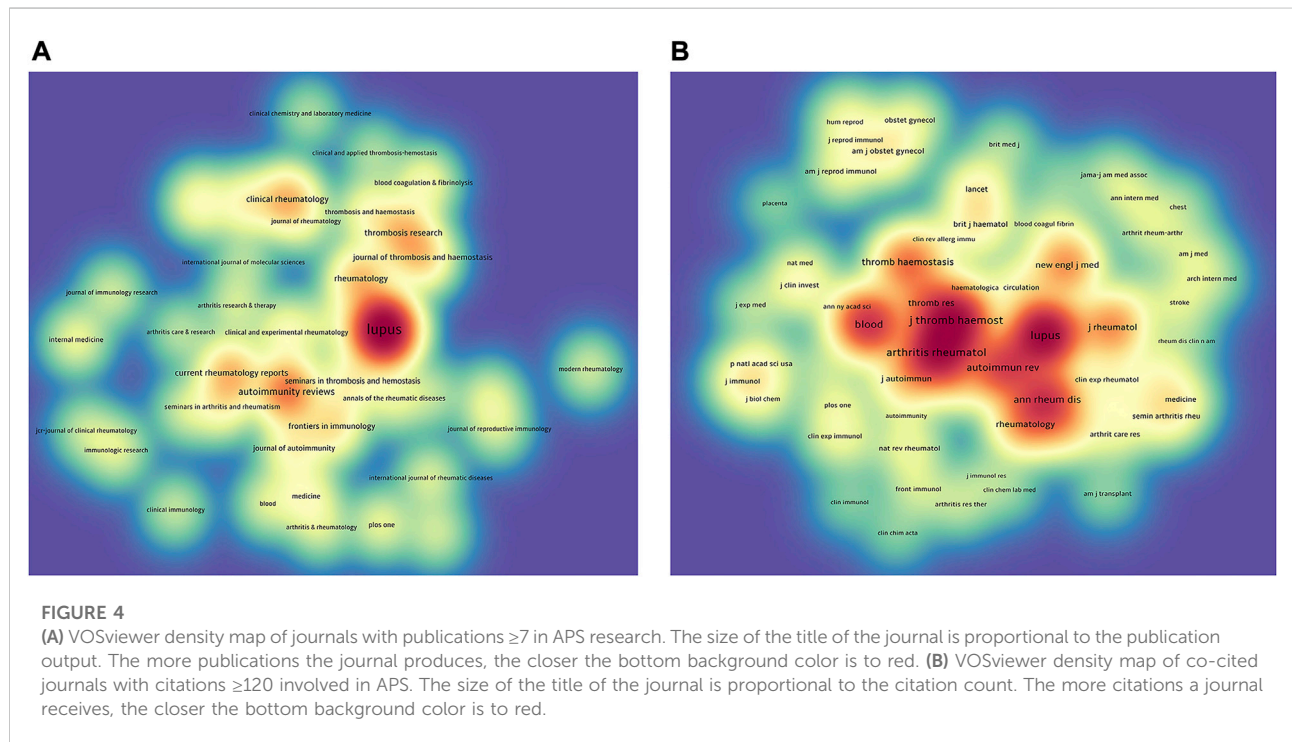 A
clinical chemistry and laboratory medicine
clinical and applied thrombosis-hemostasis
blood coagulation & fibrinolysis
clinical rheumatology
thrombosis and haemostasis
journal of rheumatology
thrombosis research
journal of thrombosis and haemostasis
international journal of molecular sciences
rheumatology
journal of immunology research
arthritis research & therapy
lupus
arthritis care & research
clinical and experimental rheumatology
internal medicine
modern rheumatology
current rheumatology reports
seminars in thrombosis and hemostasis
autoimmunity reviews
annals of the rheumatic diseases
seminars in arthritis and rheumatism
frontiers in immunology
jcr-journal of clinical rheumatology
journal of reproductive immunology
immunologic research
journal of autoimmunity
international journal of rheumatic diseases
medicine
blood
clinical immunology
plos one
arthritis & rheumatology
B
hum reprod
obstet gynecol
j reprod immunol
am j obstet gynecol
brit med j
am j reprod immunol
jama-j am med assoc
lancet
ann intern med
placenta
chest
brit j haematol
blood coagul fibrin
arthrit rheum-arthr
clin rev allerg immu
am j med
nat med
thromb haemostasis
new engl j med
arch intern med
j clin invest
haematologica
circulation
j exp med
ann ny acad sci
thromb res
stroke
blood
j thromb haemost
j rheumatol
lupus
rheum dis clin n am
arthritis rheumatol
p natl acad sci usa
autoimmun rev
j immunol
j autoimmun
clin exp rheumatol
j biol chem
ann rheum dis
medicine
plos one
autoimmunity
semin arthritis rheu
rheumatology
clin exp immunol
arthrit care res
nat rev rheumatol
j immunol res
front immunol
clin chem lab med
am j transplant
clin immunol
arthritis res ther
clin chim acta
FIGURE 4
(A) VOSviewer density map of journals with publications ≥7 in APS research. The size of the title of the journal is proportional to the publication
output. The more publications the journal produces, the closer the bottom background color is to red. (B) VOSviewer density map of co-cited
journals with citations ≥120 involved in APS. The size of the title of the journal is proportional to the citation count. The more citations a journal
receives, the closer the bottom background color is to red.